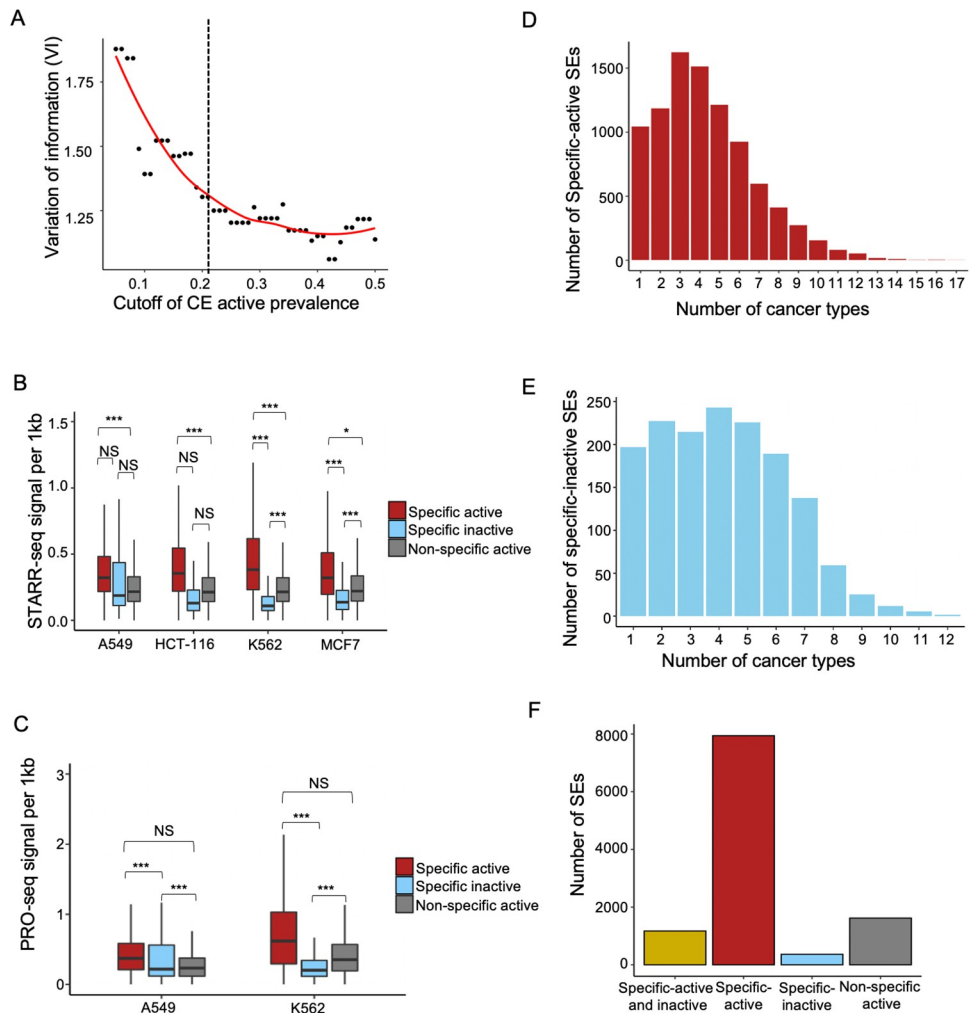 A
Variation of information (VI)
1.75
1.50
1.25
0.1 0.2 0.3 0.4 0.5
Cutoff of CE active prevalence
B
STARR-seq signal per 1kb
1.5
1.0
0.5
0.0
***
NS
NS
***
NS
NS
***
***
***
*
***
***
A549 HCT-116 K562 MCF7
Specific active
Specific inactive
Non-specific active
C
PRO-seq signal per 1kb
3
2
1
0
NS
***
***
NS
***
***
A549 K562
Specific active
Specific inactive
Non-specific active
D
Number of Specific-active SEs
1500
1000
500
0
1 2 3 4 5 6 7 8 9 10 11 12 13 14 15 16 17
Number of cancer types
E
Number of specific-inactive SEs
250
200
150
100
50
0
1 2 3 4 5 6 7 8 9 10 11 12
Number of cancer types
F
Number of SEs
8000
6000
4000
2000
0
Specific-active and inactive
Specific-active
Specific-inactive
Non-specific active